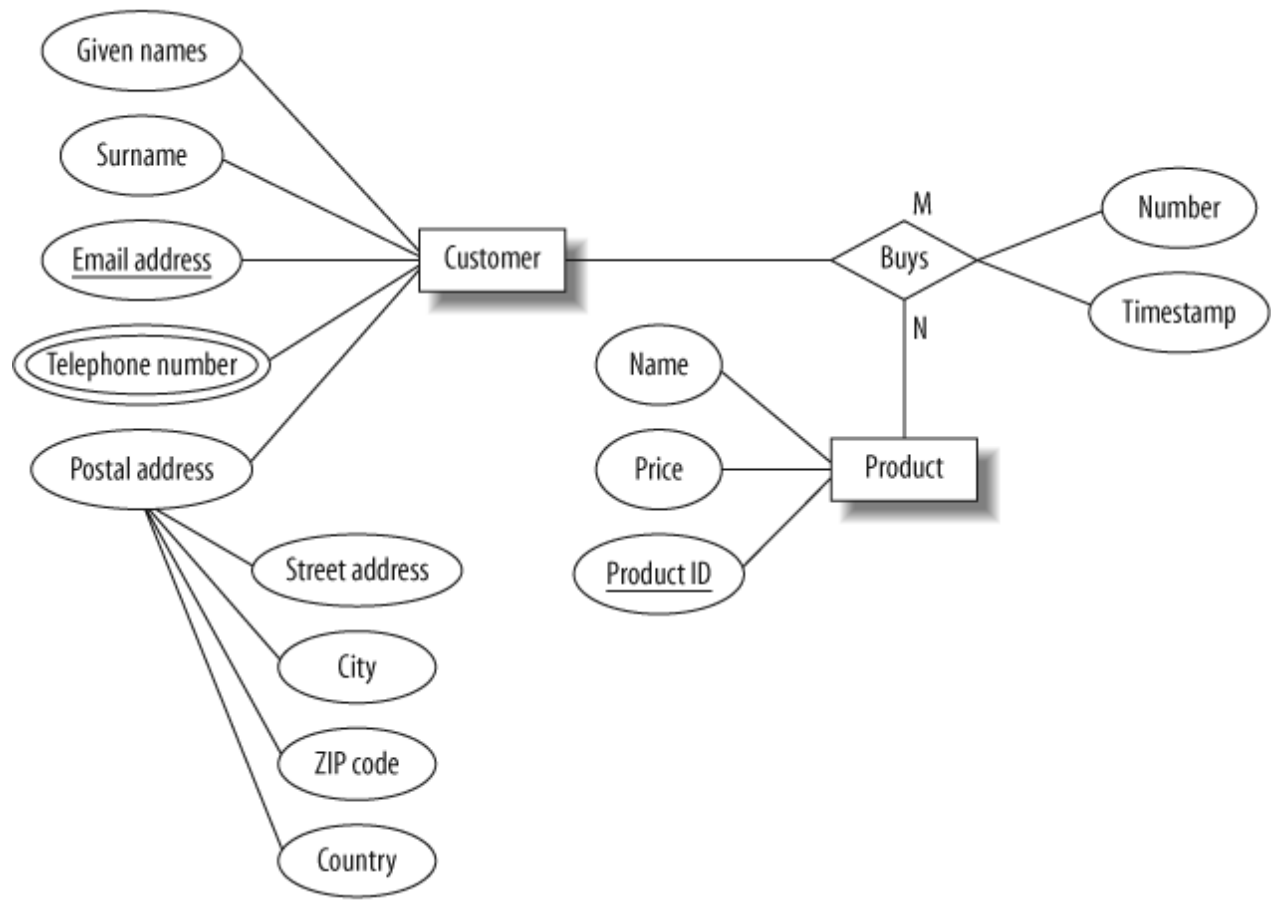 Given names
Surname
Email address
Telephone number
Postal address
Street address
City
ZIP code
Country
Customer
M
Buys
N
Number
Timestamp
Name
Price
Product ID
Product